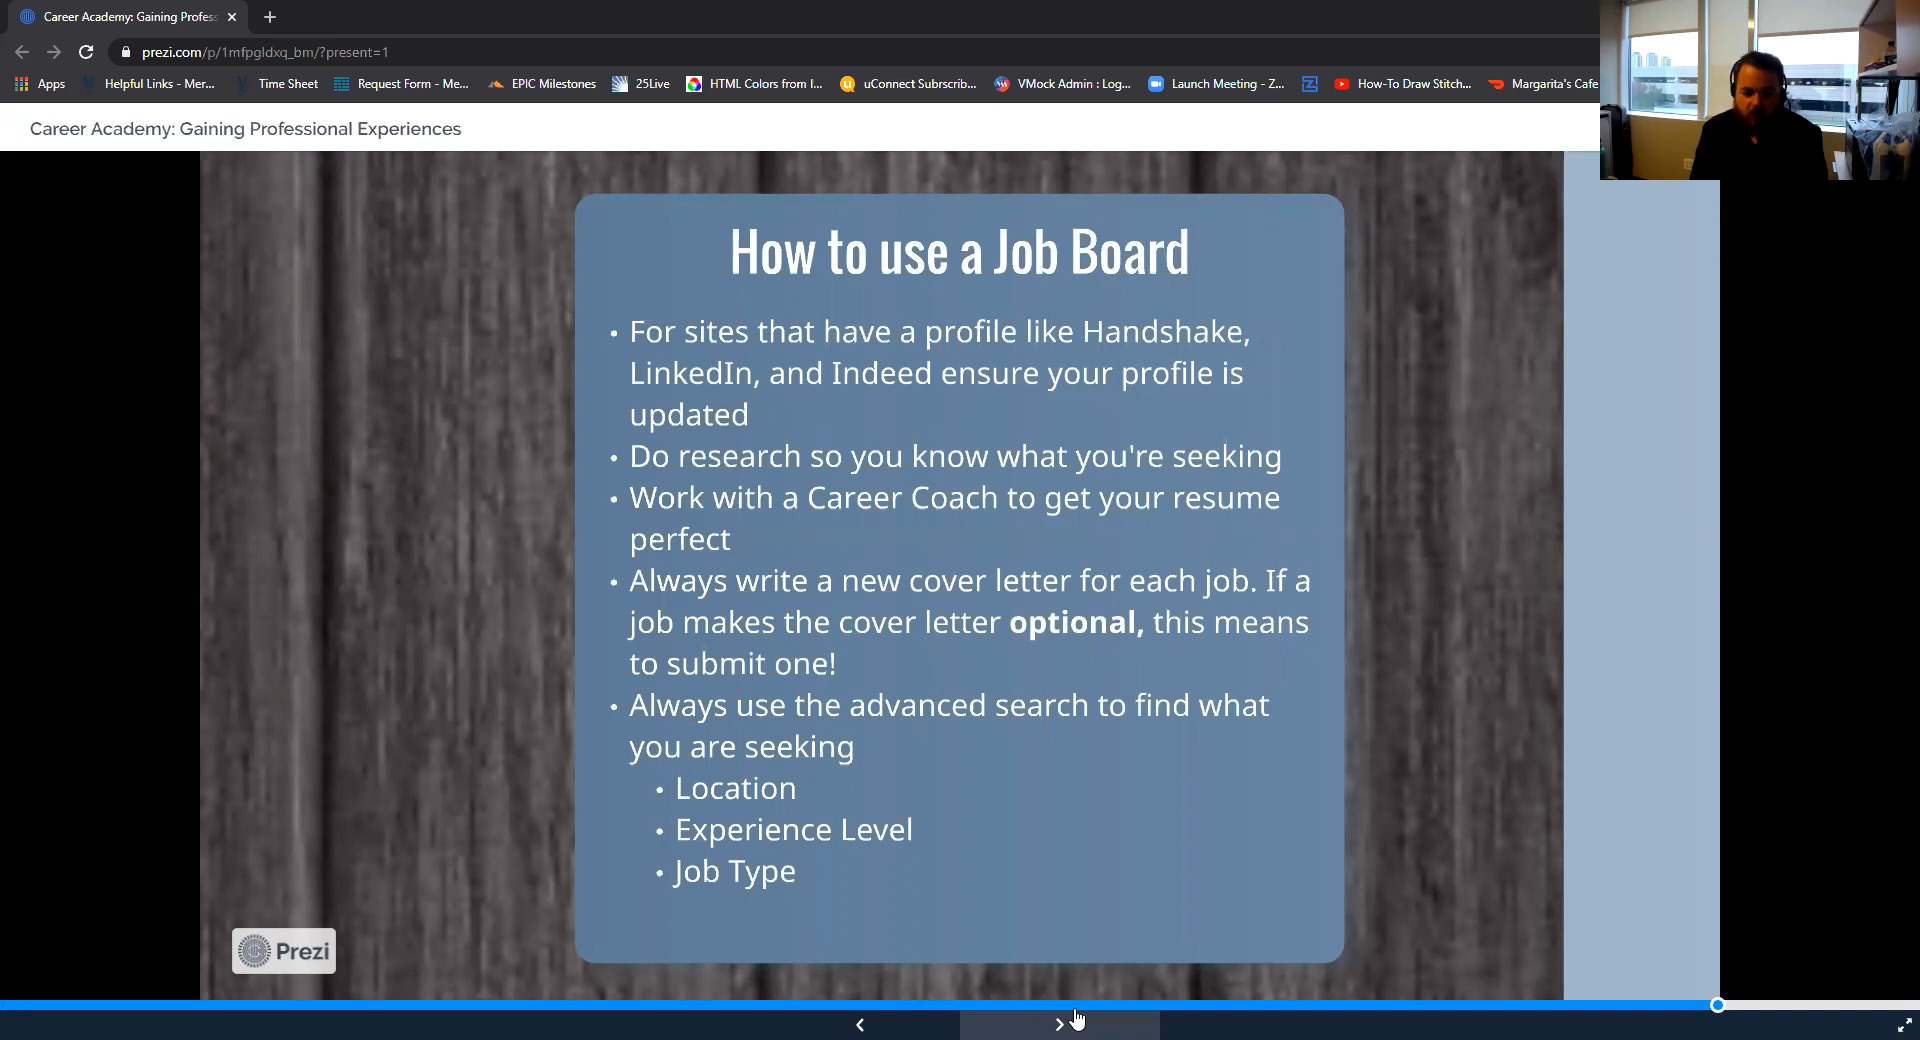 Career Academy: Gaining Profess
prezi.com/p/1mfpgldxq_bm/?present=1
Apps Helpful Links - Mer... Time Sheet Request Form - Me... EPIC Milestones 25Live HTML Colors from I... uConnect Subscrib... VMock Admin : Log... Launch Meeting - Z... How-To Draw Stitch... Margarita's Cafe
Career Academy: Gaining Professional Experiences
How to use a Job Board
• For sites that have a profile like Handshake,
LinkedIn, and Indeed ensure your profile is
updated
• Do research so you know what you're seeking
• Work with a Career Coach to get your resume
perfect
• Always write a new cover letter for each job. If a
job makes the cover letter optional, this means
to submit one!
• Always use the advanced search to find what
you are seeking
• Location
• Experience Level
• Job Type
Prezi